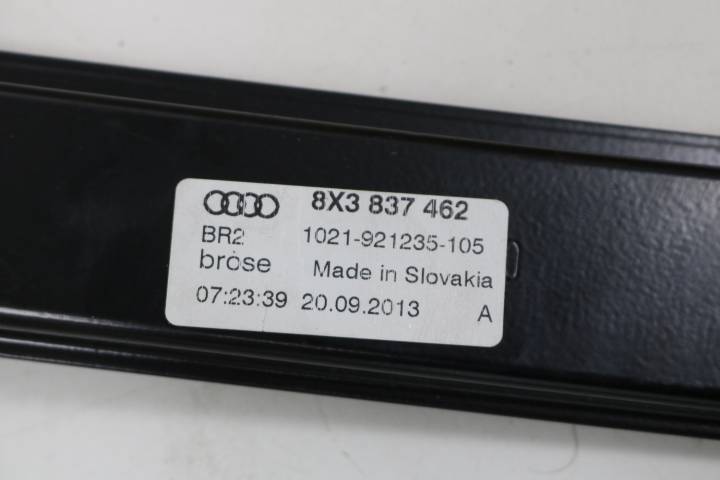 8X3 837 462
BR2 1021-921235-105
brose Made in Slovakia
07:23:39 20.09.2013 A